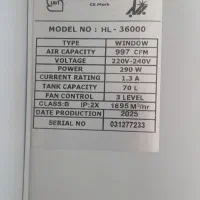 CE Mark
MODEL NO : HL - 36000
TYPE WINDOW
AIR CAPACITY 997 CFM
VOLTAGE 220V-240V
POWER 290 W
CURRENT RATING 1.3 A
TANK CAPACITY 70 L
FAN CONTROL 3 LEVEL
CLASS:B IP:2X 1695 M³/hr
DATE PRODUCTION 2025
SERIAL NO 031277233